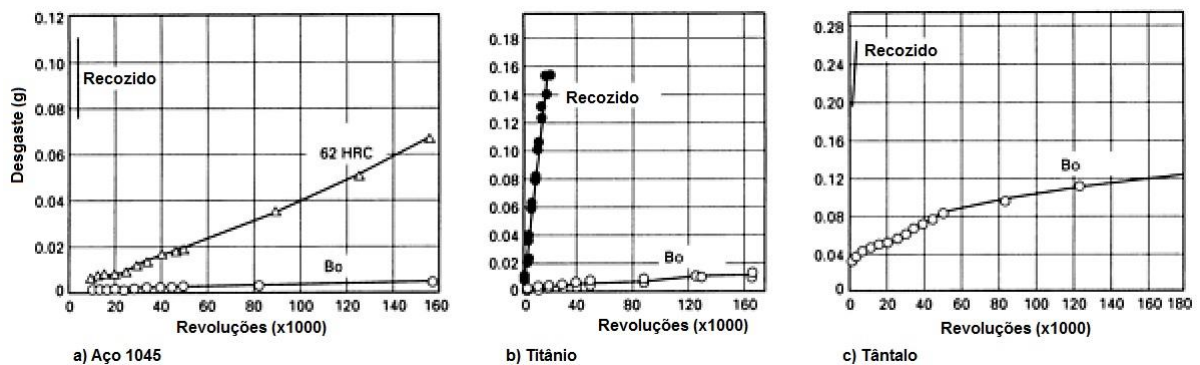 Desgaste (g)
0.12
0.10
0.08
0.06
0.04
0.02
0
Recozido
62 HRC
Bo
0 20 40 60 80 100 120 140 160
Revoluções (x1000)
a) Aço 1045
0.18
0.16
0.14
0.12
0.10
0.08
0.06
0.04
0.02
0.00
Recozido
Bo
0 40 80 120 160
Revoluções (x1000)
b) Titânio
0.28
0.24
0.20
0.16
0.12
0.08
0.04
0
Recozido
Bo
0 20 40 60 80 100 120 140 160 180
Revoluções (x1000)
c) Tântalo